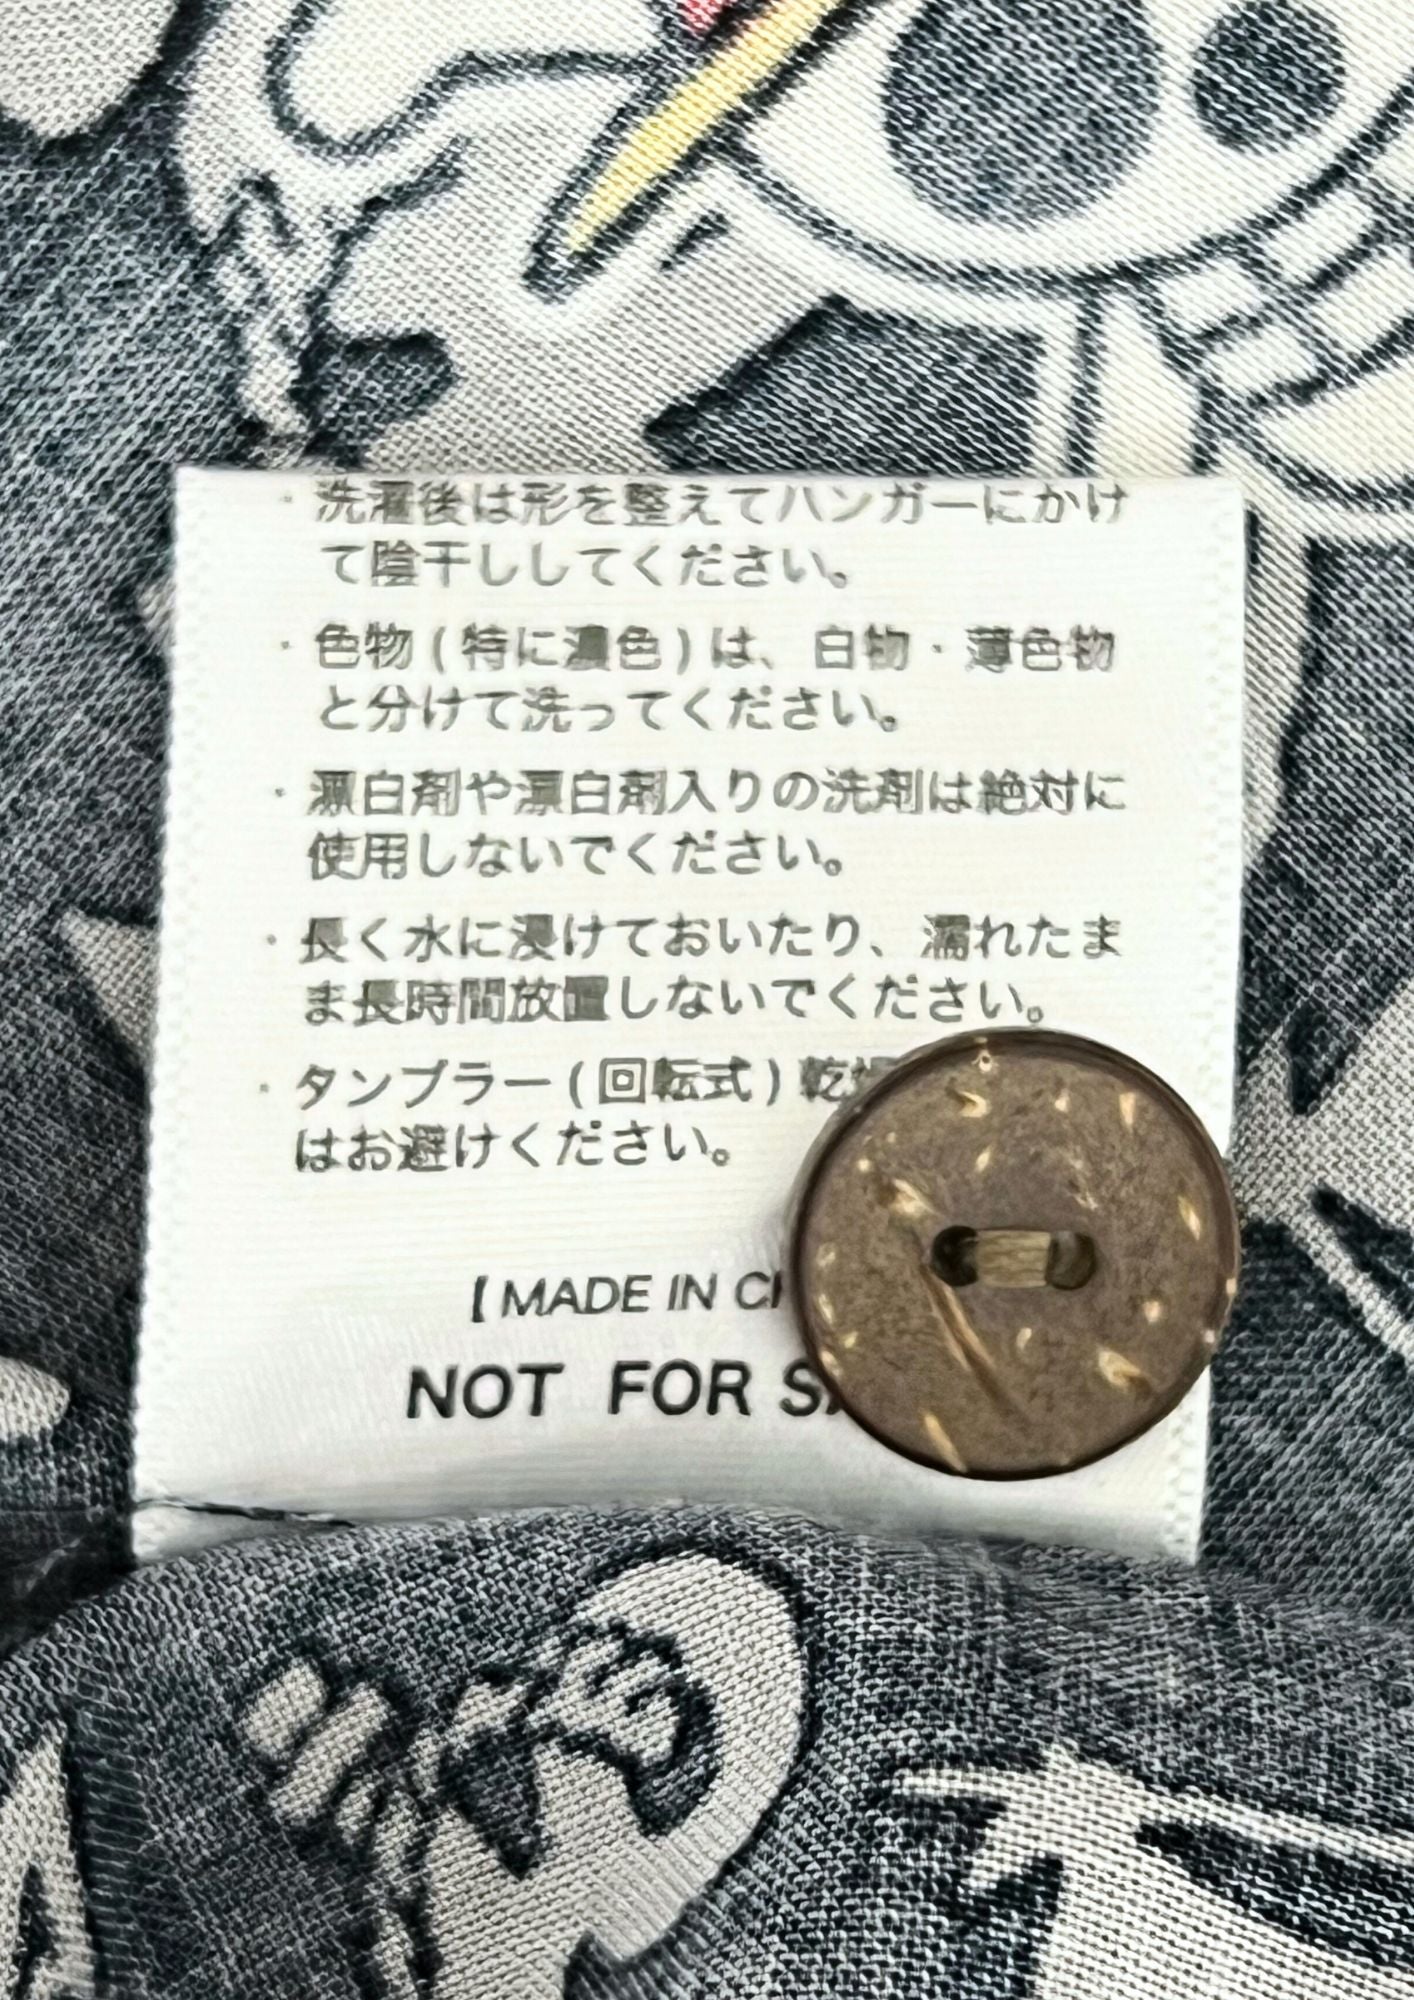 ・洗濯後は形を整えてハンガーにかけ
て陰干ししてください。
・色物(特に濃色)は、白物・薄色物
と分けて洗ってください。
・漂白剤や漂白剤入りの洗剤は絶対に
使用しないでください。
・長く水に浸けておいたり、濡れたま
ま長時間放置しないでください。
・タンブラー(回転式)乾
はお避けください。
【MADE IN
NOT FOR